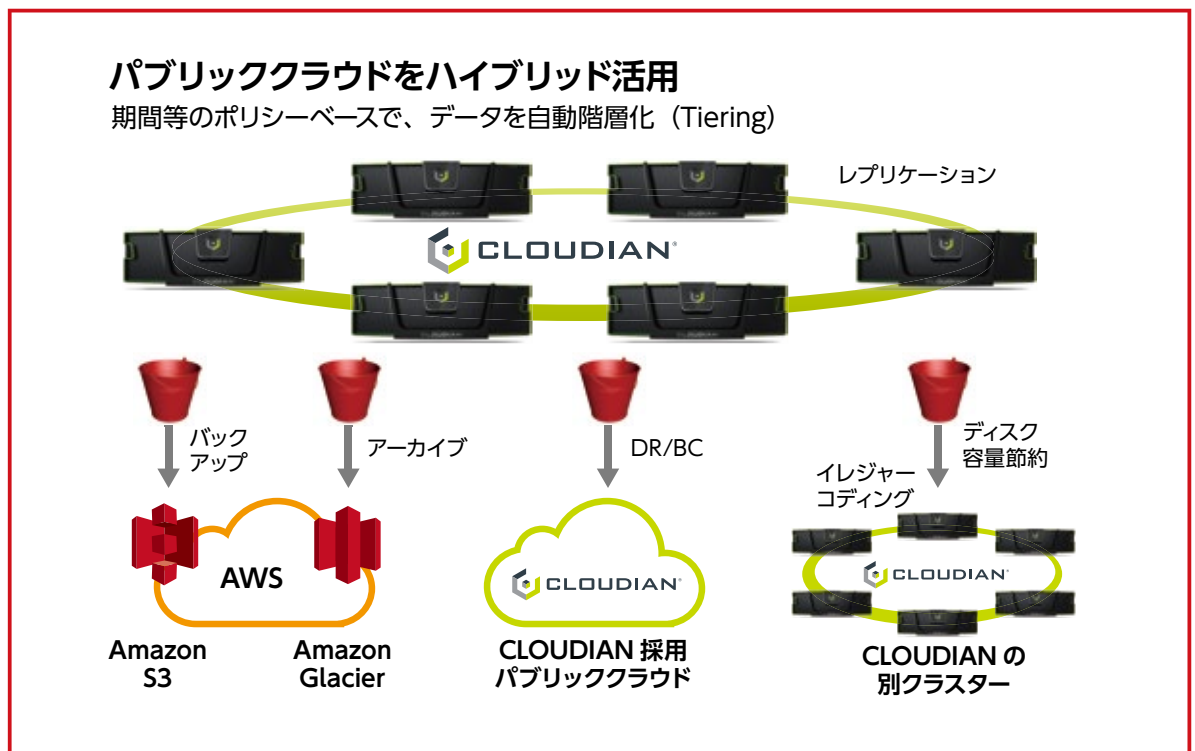 パブリッククラウドをハイブリッド活用
期間等のポリシーベースで、データを自動階層化（Tiering）
レプリケーション
CLOUDIAN®
CLOUDIAN
CLOUDIAN
CLOUDIAN
CLOUDIAN
バック
アップ
アーカイブ
DR/BC
ディスク
容量節約
イレジャー
コディング
AWS
CLOUDIAN®
CLOUDIAN®
Amazon
S3
Amazon
Glacier
CLOUDIAN 採用
パブリッククラウド
CLOUDIAN の
別クラスター